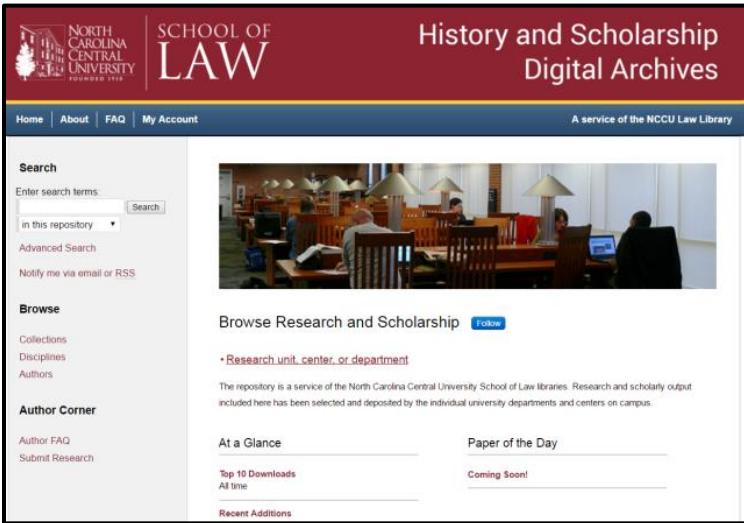 NORTH
CAROLINA
CENTRAL
UNIVERSITY
FOUNDED 1910
SCHOOL OF
LAW
History and Scholarship
Digital Archives
Home About FAQ My Account
A service of the NCCU Law Library
Search
Enter search terms:
Search
in this repository
Advanced Search
Notify me via email or RSS
Browse
Collections
Disciplines
Authors
Author Corner
Author FAQ
Submit Research
Browse Research and Scholarship Follow
Research unit, center, or department
The repository is a service of the North Carolina Central University School of Law libraries. Research and scholarly output
included here has been selected and deposited by the individual university departments and centers on campus.
At a Glance
Top 10 Downloads
All time
Recent Additions
Paper of the Day
Coming Soon!